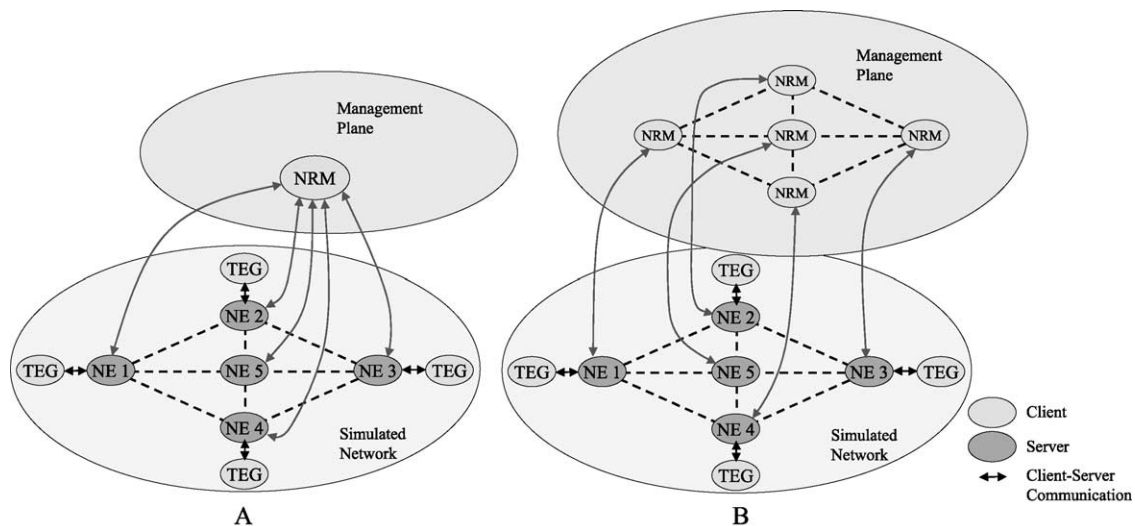 Management
Plane
NRM
TEG
NE 2
TEG
NE 1
NE 5
NE 3
TEG
NE 4
TEG
Simulated
Network
A
Management
Plane
NRM
NRM
NRM
NRM
NRM
TEG
NE 2
TEG
NE 1
NE 5
NE 3
TEG
NE 4
TEG
Simulated
Network
B
Client
Server
Client-Server
Communication